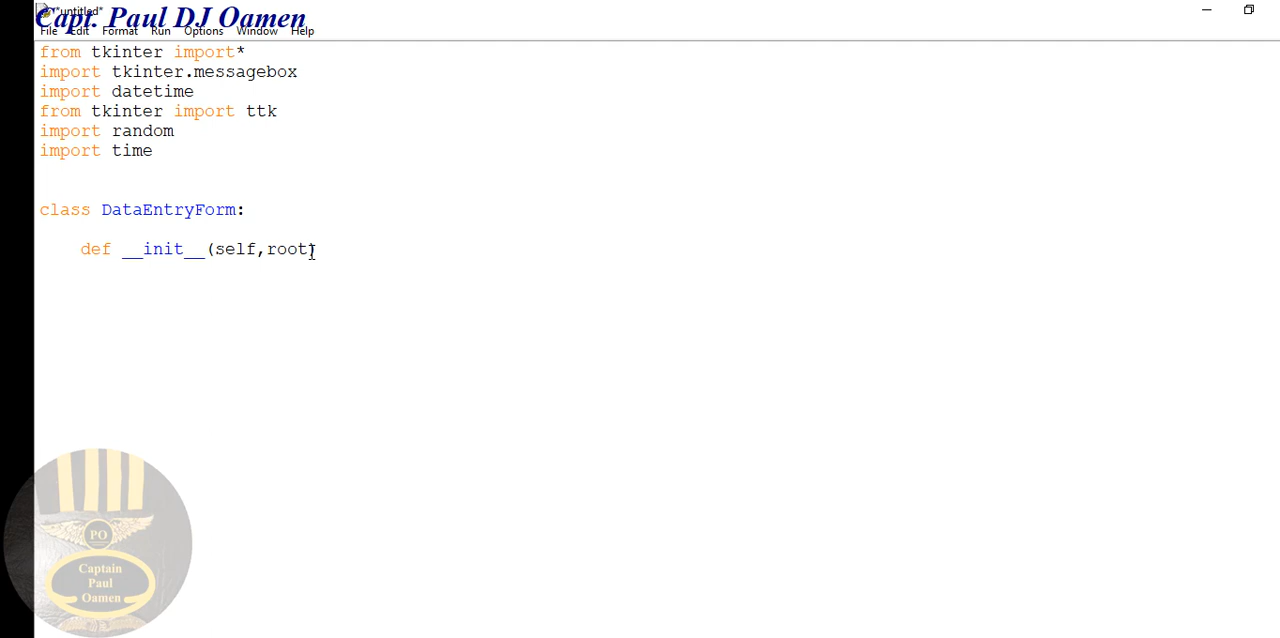 *untitled*
Capt. Paul DJ Oamen
File Edit Format Run Options Window Help
from tkinter import*
import tkinter.messagebox
import datetime
from tkinter import ttk
import random
import time
class DataEntryForm:
def __init__(self,root)
PO
Captain
Paul
Oamen